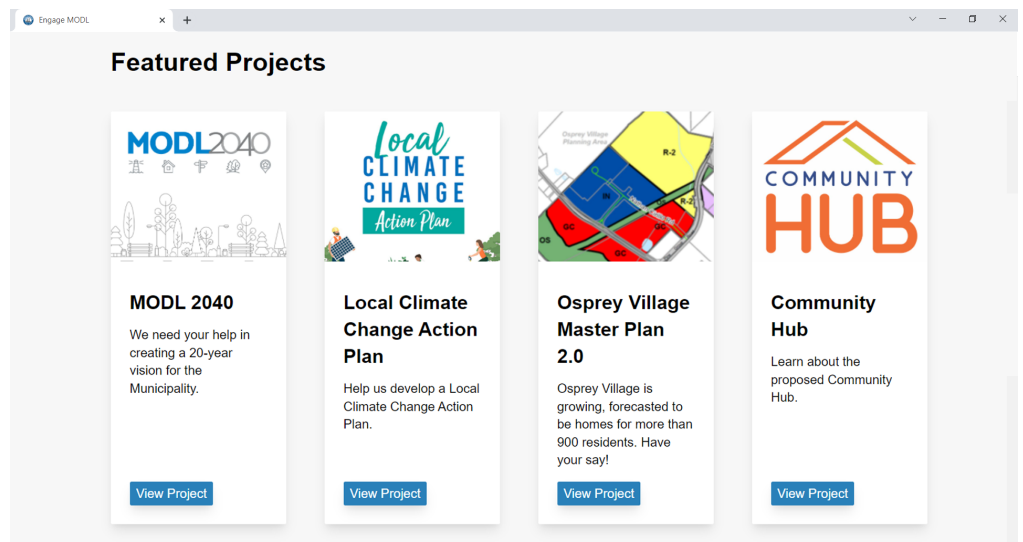 Engage MODL
Featured Projects
MODL2040
MODL 2040
We need your help in
creating a 20-year
vision for the
Municipality.
View Project
Local
CLIMATE
CHANGE
Action Plan
Local Climate
Change Action
Plan
Help us develop a Local
Climate Change Action
Plan.
View Project
Osprey Village
Planning Area
R-2
IN
OS
R-2
GC
GC
OS
GC
Osprey Village
Master Plan
2.0
Osprey Village is
growing, forecasted to
be homes for more than
900 residents. Have
your say!
View Project
COMMUNITY
HUB
Community
Hub
Learn about the
proposed Community
Hub.
View Project